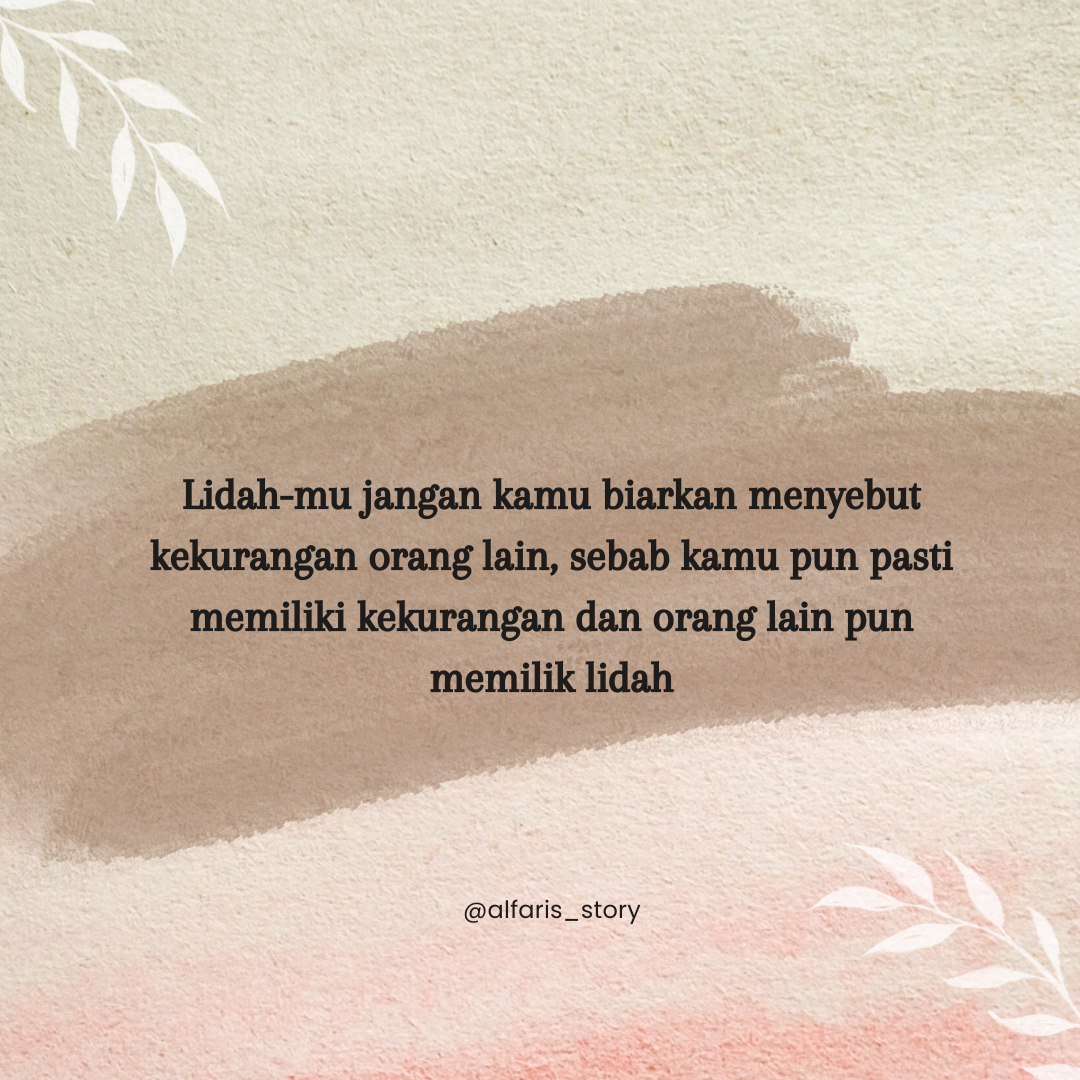 Lidah-mu jangan kamu biarkan menyebut
kekurangan orang lain, sebab kamu pun pasti
memiliki kekurangan dan orang lain pun
memilik lidah
@alfaris_story